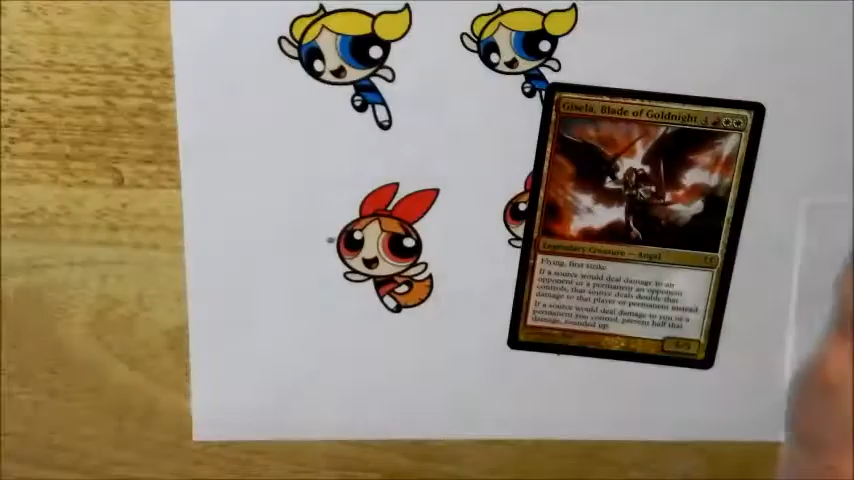 Gisela, Blade of Goldnight
Legendary Creature — Angel
Flying, first strike
If a source would deal damage to an
opponent or a permanent an opponent
controls, that source deals double that
damage to that player or permanent instead.
If a source would deal damage to you or a
permanent you control, prevent half that
damage, rounded up.
5/5